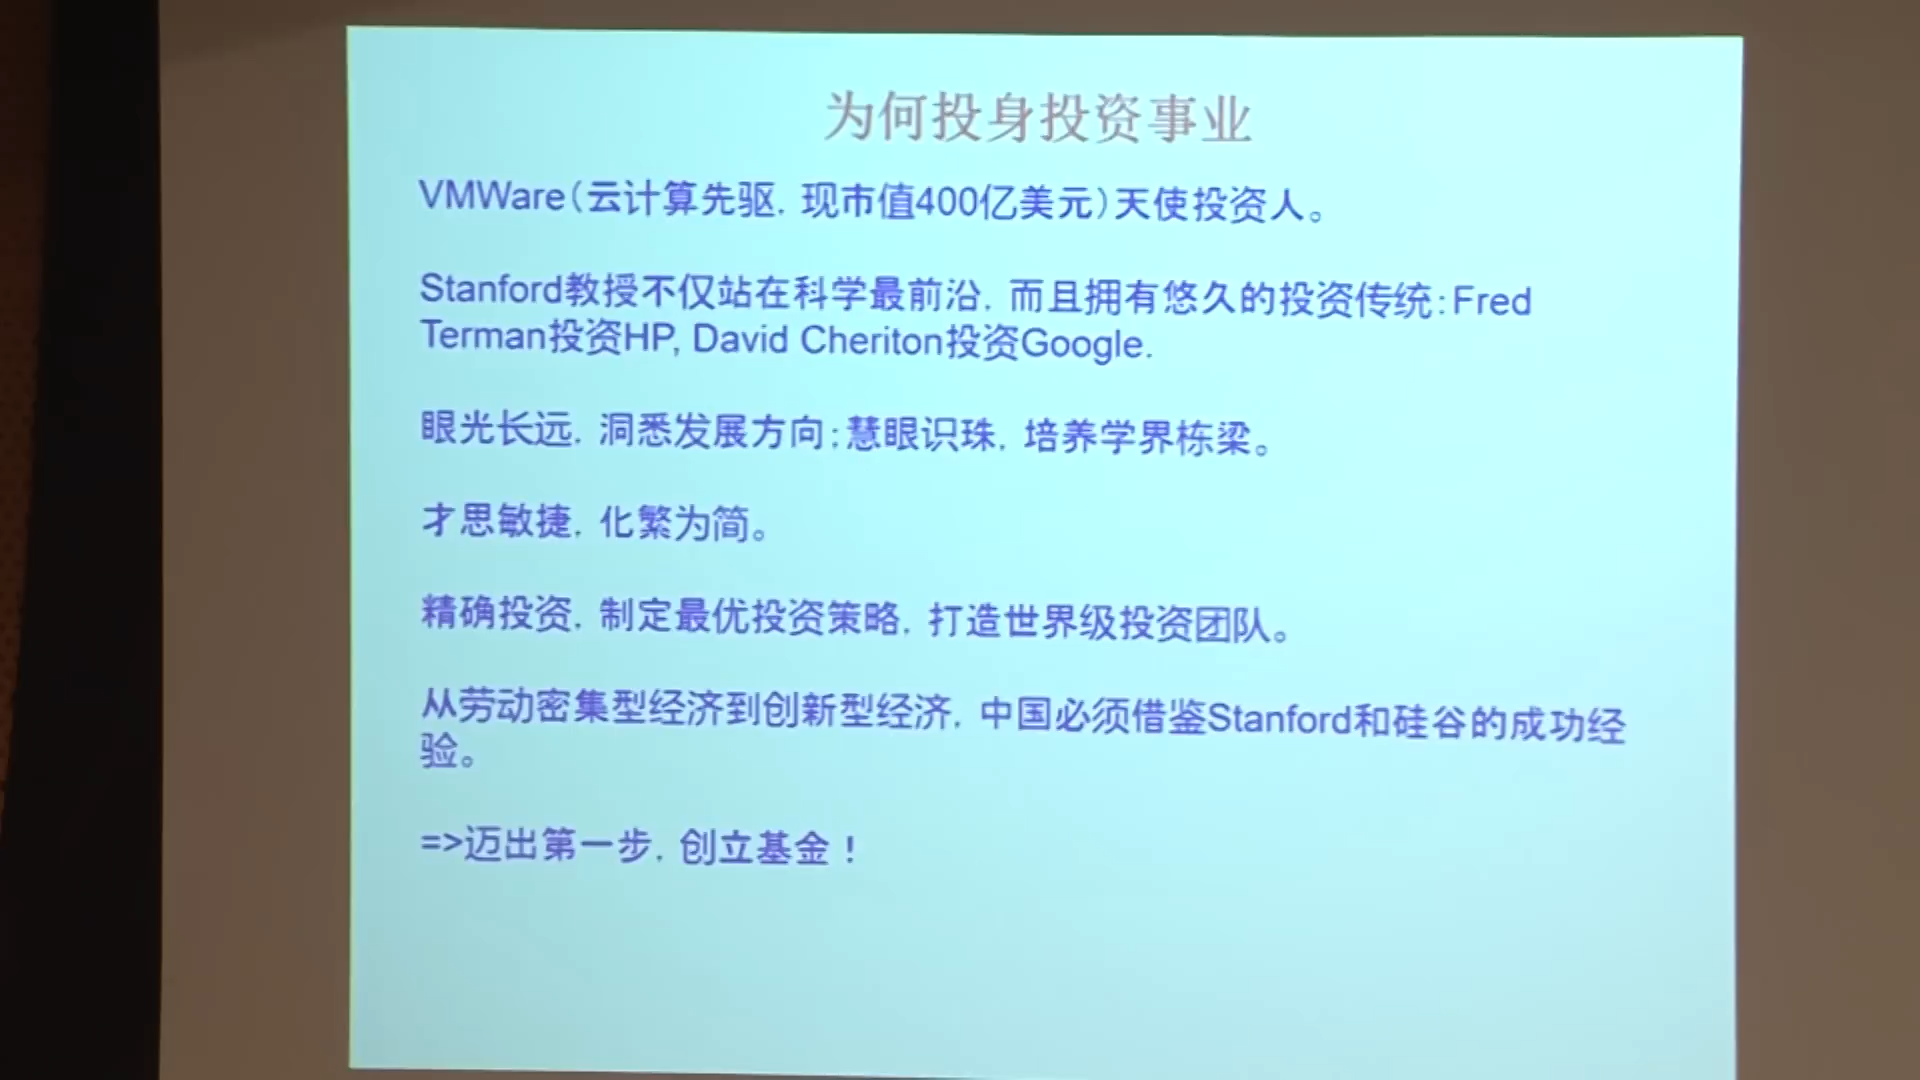 为何投身投资事业
VMWare(云计算先驱, 现市值400亿美元)天使投资人。
Stanford教授不仅站在科学最前沿, 而且拥有悠久的投资传统:Fred
Terman投资HP, David Cheriton投资Google.
眼光长远, 洞悉发展方向;慧眼识珠, 培养学界栋梁。
才思敏捷, 化繁为简。
精确投资, 制定最优投资策略, 打造世界级投资团队。
从劳动密集型经济到创新型经济, 中国必须借鉴Stanford和硅谷的成功经
验。
=>迈出第一步, 创立基金！